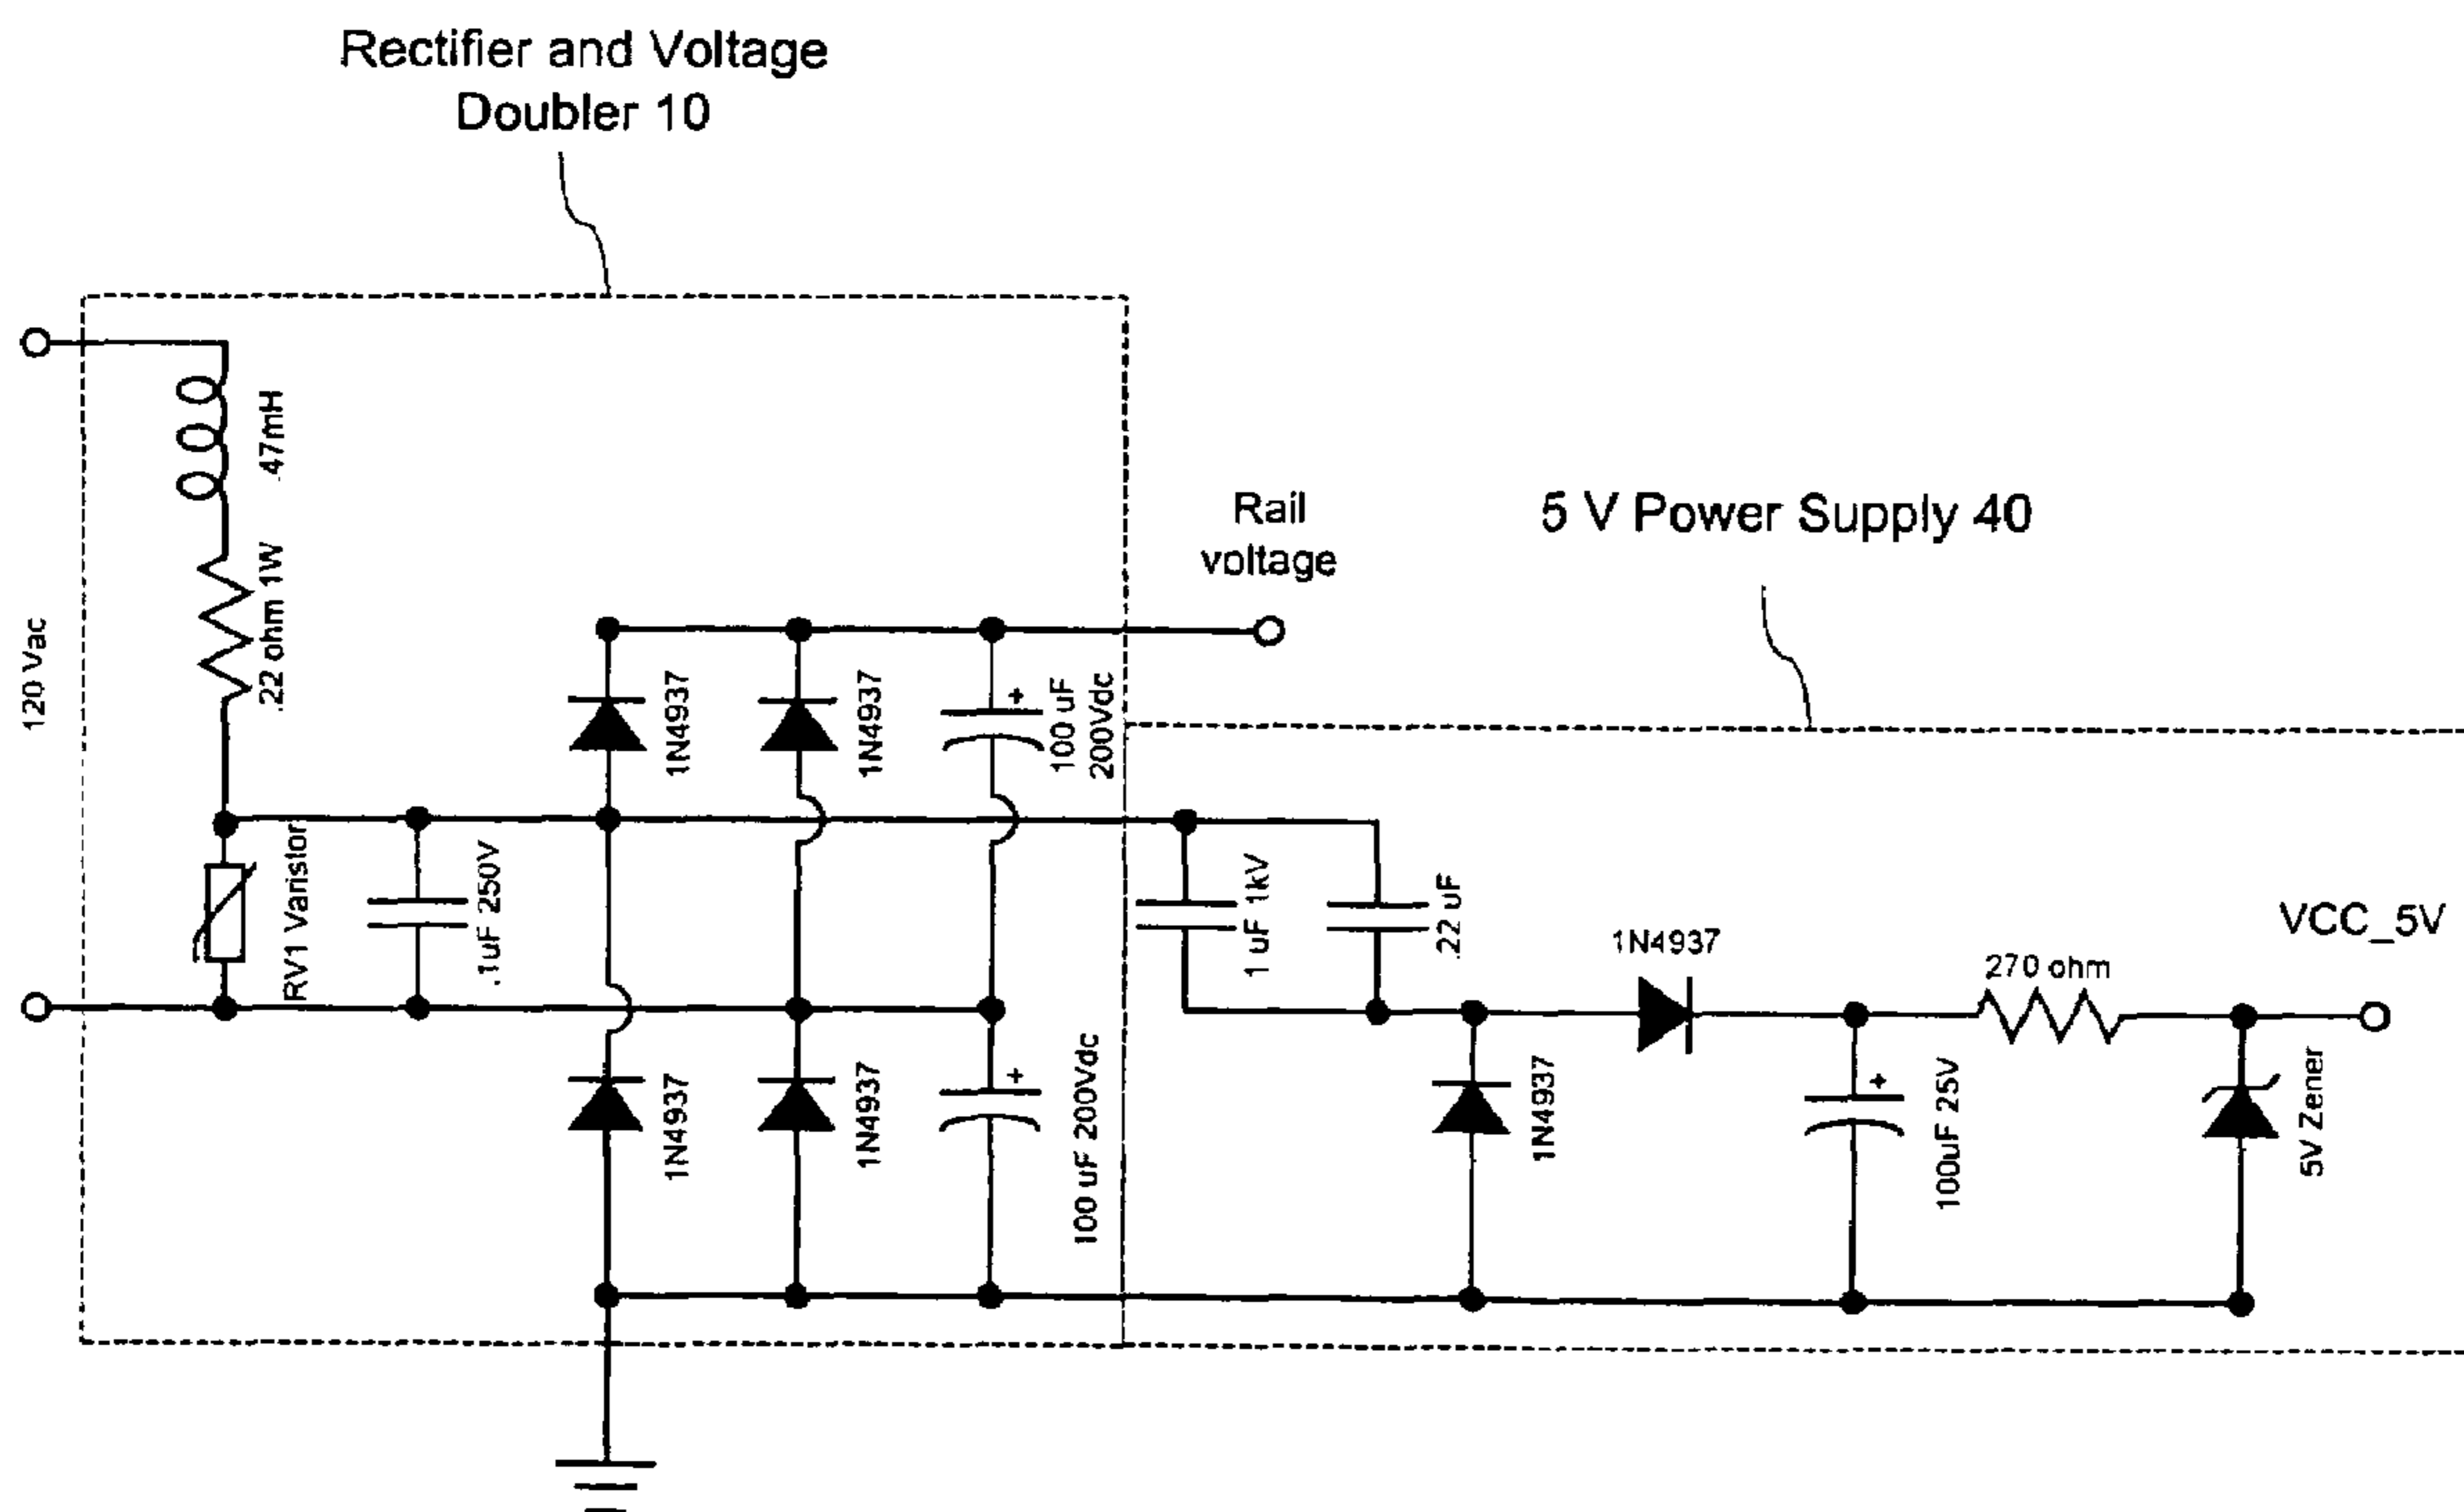 Rectifier and Voltage
Doubler 10
.47mH
Rail
voltage
5 V Power Supply 40
120 Vac
.22 ohm 1W
1N4937
1N4937
100 uF
200Vdc
RV1 Varistor
.1uF 250V
1 uF 1kV
.22 uF
1N4937
270 ohm
VCC_5V
1N4937
1N4937
100 uF 200Vdc
1N4937
+
+
+
100uF 25V
5V Zener